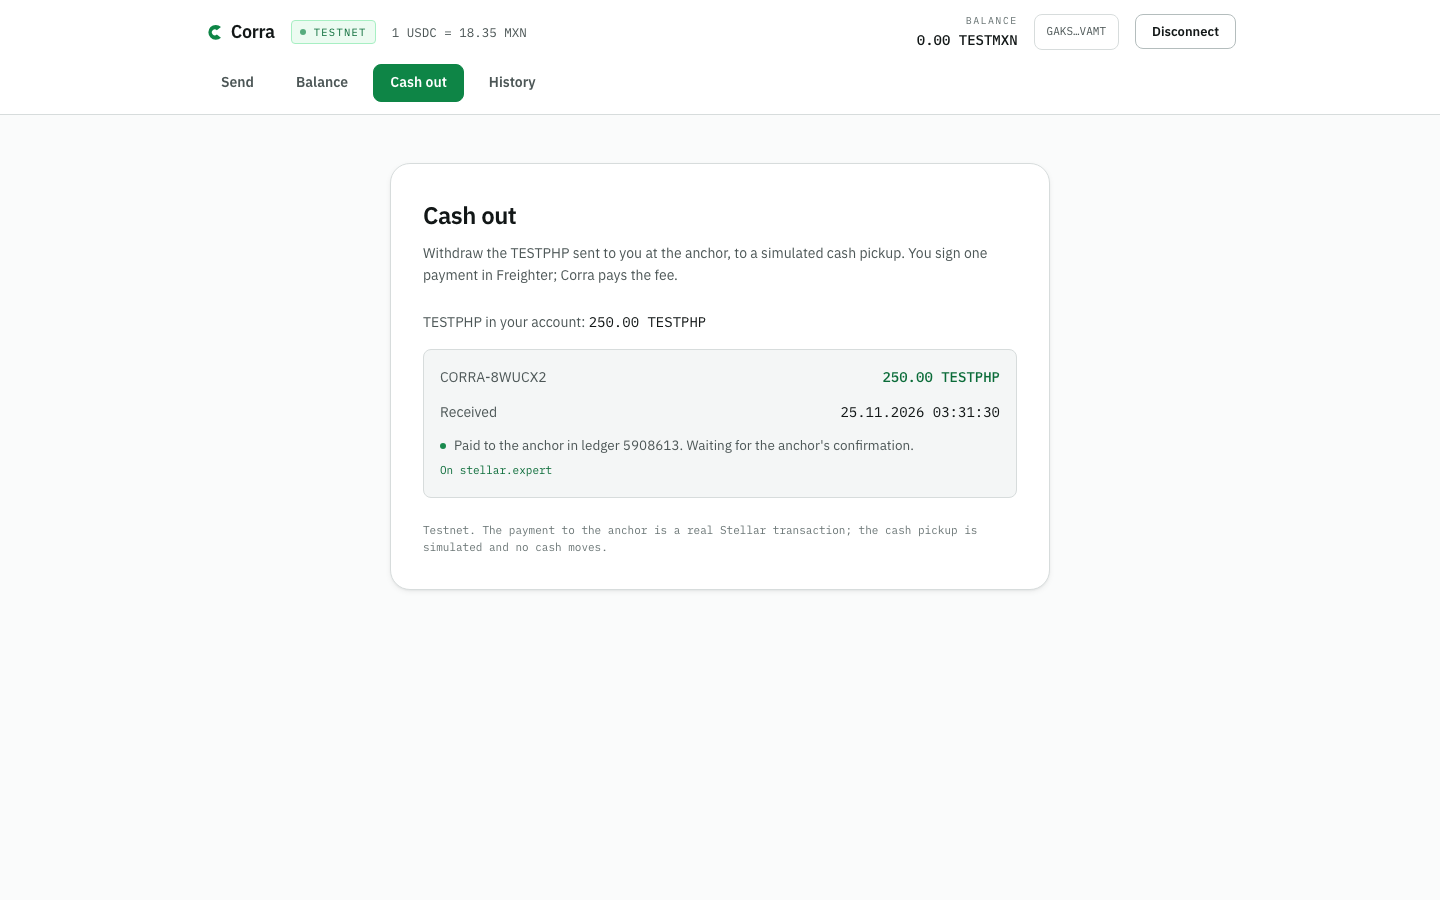 Corra
TESTNET
1 USDC = 18.35 MXN
BALANCE
0.00 TESTMXN
GAKS…VAMT
Disconnect
Send
Balance
Cash out
History
Cash out
Withdraw the TESTPHP sent to you at the anchor, to a simulated cash pickup. You sign one
payment in Freighter; Corra pays the fee.
TESTPHP in your account: 250.00 TESTPHP
CORRA-8WUCX2
250.00 TESTPHP
Received
25.11.2026 03:31:30
Paid to the anchor in ledger 5908613. Waiting for the anchor's confirmation.
On stellar.expert
Testnet. The payment to the anchor is a real Stellar transaction; the cash pickup is
simulated and no cash moves.